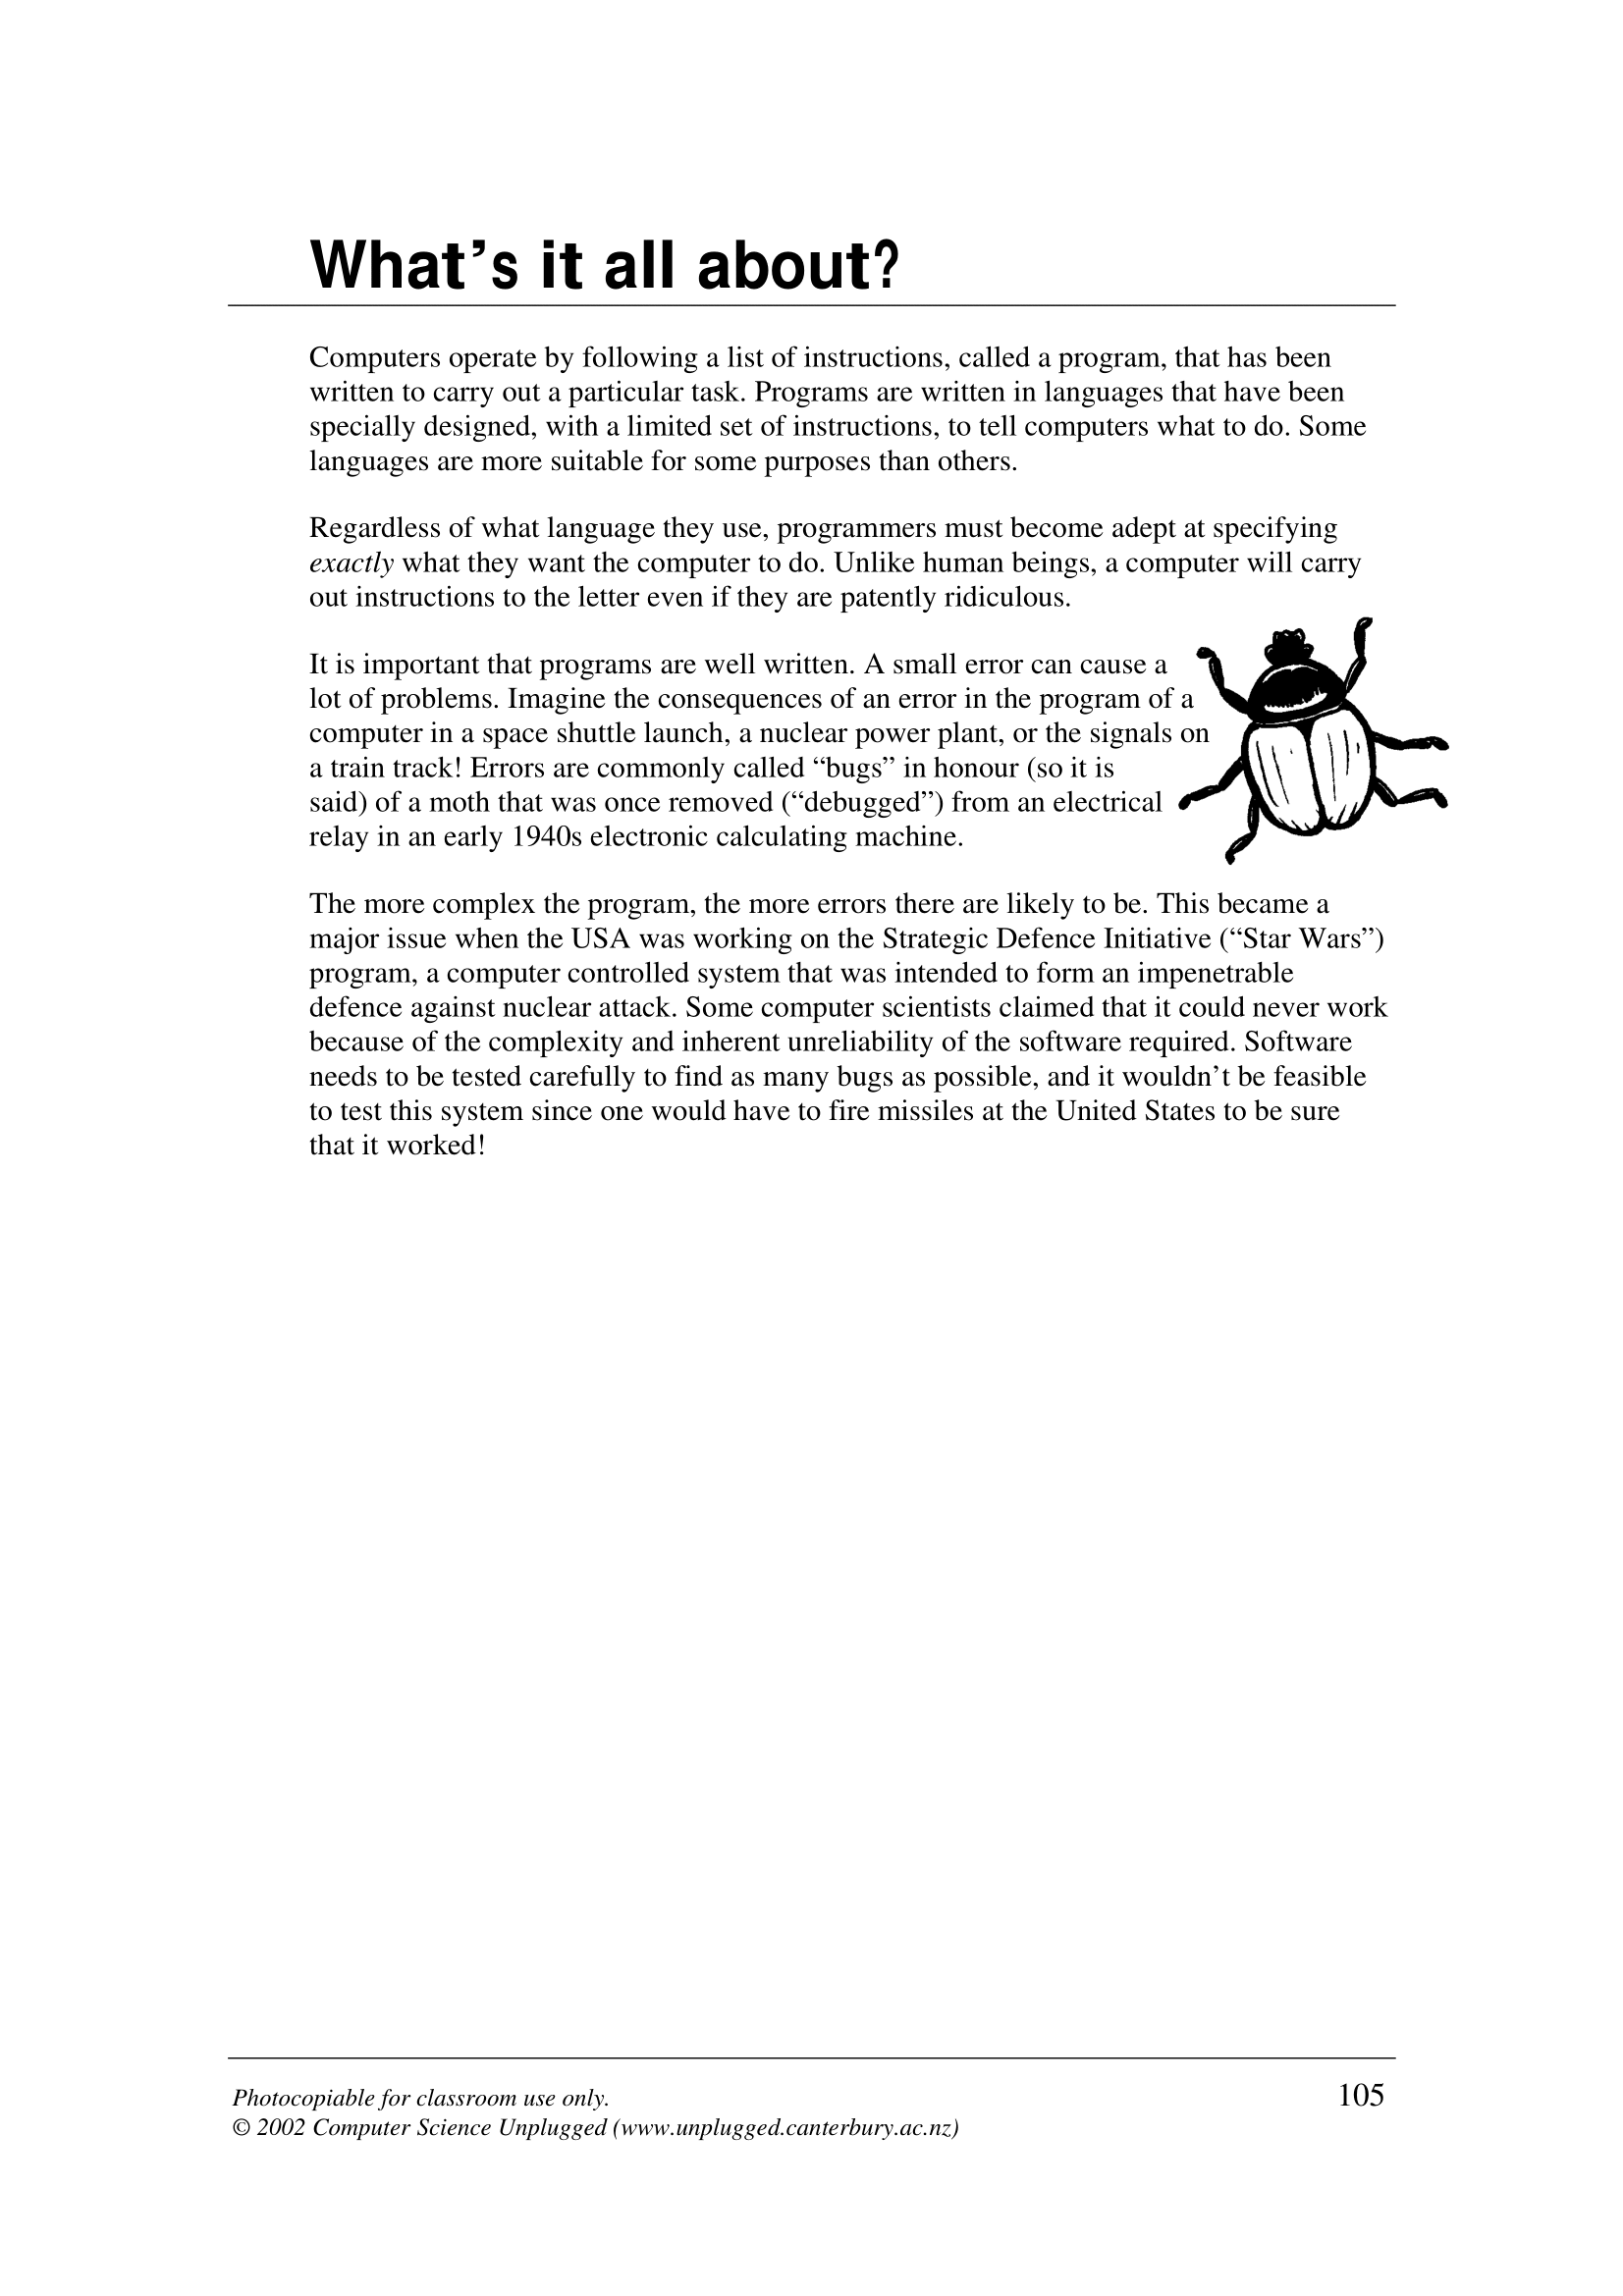 What’s it all about?
Computers operate by following a list of instructions, called a program, that has been
written to carry out a particular task. Programs are written in languages that have been
specially designed, with a limited set of instructions, to tell computers what to do. Some
languages are more suitable for some purposes than others.
Regardless of what language they use, programmers must become adept at specifying
exactly what they want the computer to do. Unlike human beings, a computer will carry
out instructions to the letter even if they are patently ridiculous.
It is important that programs are well written. A small error can cause a
lot of problems. Imagine the consequences of an error in the program of a
computer in a space shuttle launch, a nuclear power plant, or the signals on
a train track! Errors are commonly called “bugs” in honour (so it is
said) of a moth that was once removed (“debugged”) from an electrical
relay in an early 1940s electronic calculating machine.
The more complex the program, the more errors there are likely to be. This became a
major issue when the USA was working on the Strategic Defence Initiative (“Star Wars”)
program, a computer controlled system that was intended to form an impenetrable
defence against nuclear attack. Some computer scientists claimed that it could never work
because of the complexity and inherent unreliability of the software required. Software
needs to be tested carefully to find as many bugs as possible, and it wouldn’t be feasible
to test this system since one would have to fire missiles at the United States to be sure
that it worked!
Photocopiable for classroom use only.
© 2002 Computer Science Unplugged (www.unplugged.canterbury.ac.nz)
105